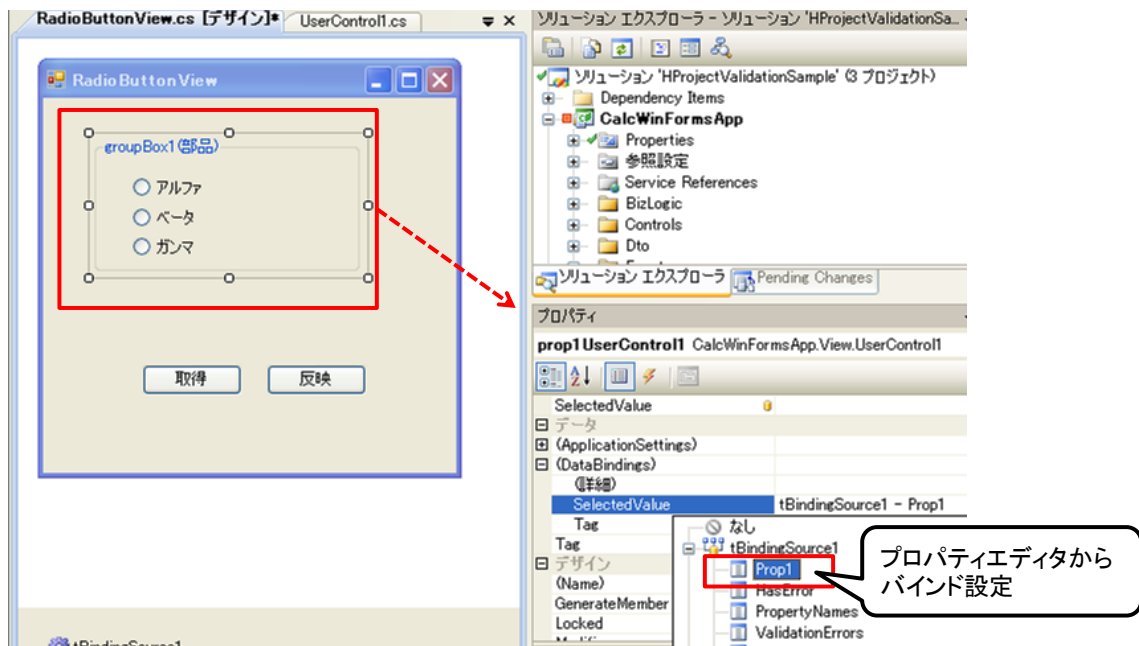 RadioButtonView.cs [デザイン]* UserControl1.cs
RadioButtonView
groupBox1(部品)
アルファ
ベータ
ガンマ
取得 反映
tBindingSource1
ソリューション エクスプローラ - ソリューション 'HProjectValidationSa...
ソリューション 'HProjectValidationSample' (3 プロジェクト)
Dependency Items
CalcWinFormsApp
Properties
参照設定
Service References
BizLogic
Controls
Dto
ソリューション エクスプローラ Pending Changes
プロパティ
prop1UserControl1 CalcWinFormsApp.View.UserControl1
SelectedValue
データ
(ApplicationSettings)
(DataBindings)
(詳細)
SelectedValue tBindingSource1 - Prop1
Tag
Tag
デザイン
(Name)
GenerateMember
Locked
なし
tBindingSource1
Prop1
HasError
PropertyNames
ValidationErrors
プロパティエディタから
バインド設定